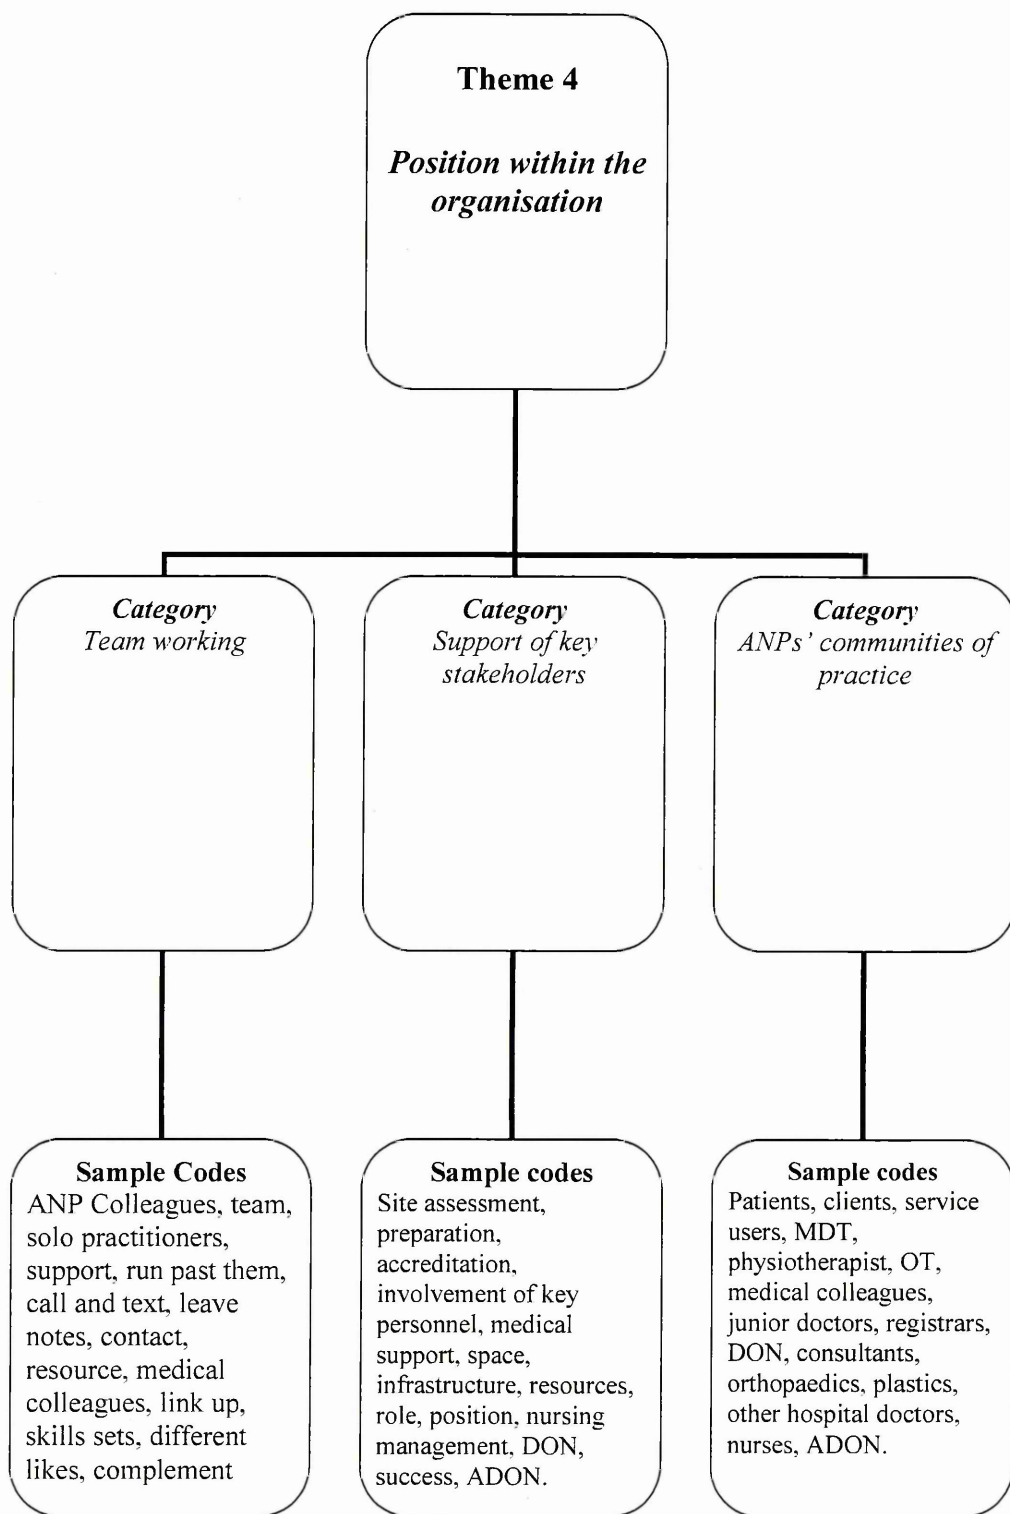 Theme 4
Position within the
organisation
Category
Team working
Category
Support of key
stakeholders
Category
ANPs' communities of
practice
Sample Codes
ANP Colleagues, team,
solo practitioners,
support, run past them,
call and text, leave
notes, contact,
resource, medical
colleagues, link up,
skills sets, different
likes, complement
Sample codes
Site assessment,
preparation,
accreditation,
involvement of key
personnel, medical
support, space,
infrastructure, resources,
role, position, nursing
management, DON,
success, ADON.
Sample codes
Patients, clients, service
users, MDT,
physiotherapist, OT,
medical colleagues,
junior doctors, registrars,
DON, consultants,
orthopaedics, plastics,
other hospital doctors,
nurses, ADON.